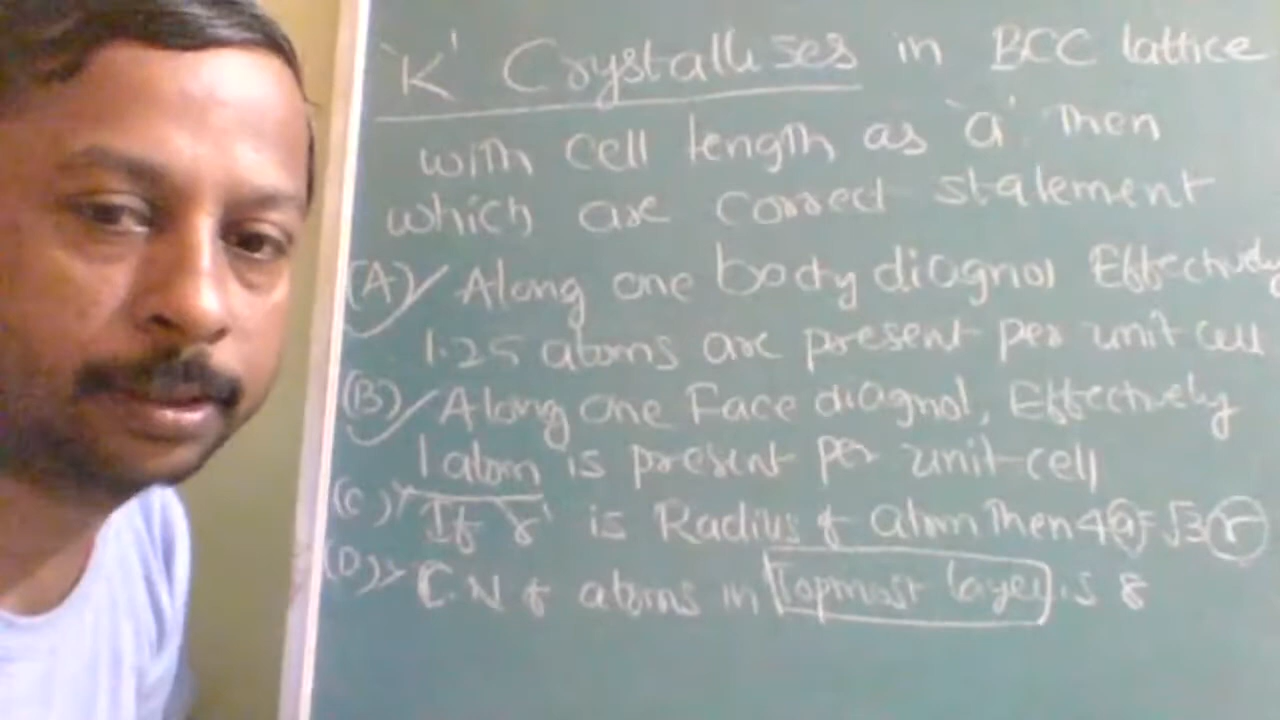 'K' Crystallises in BCC lattice
with cell length as 'a' Then
which are correct statement
(A) Along one body diagnol Effectively
1.25 atoms are present per unit cell
(B) Along one Face diagnol, Effectively
1 atom is present per unit cell
(C) If 'r' is Radius of atom Then 4a = √3 r
(D) C.N of atoms in Topmost layer is 8